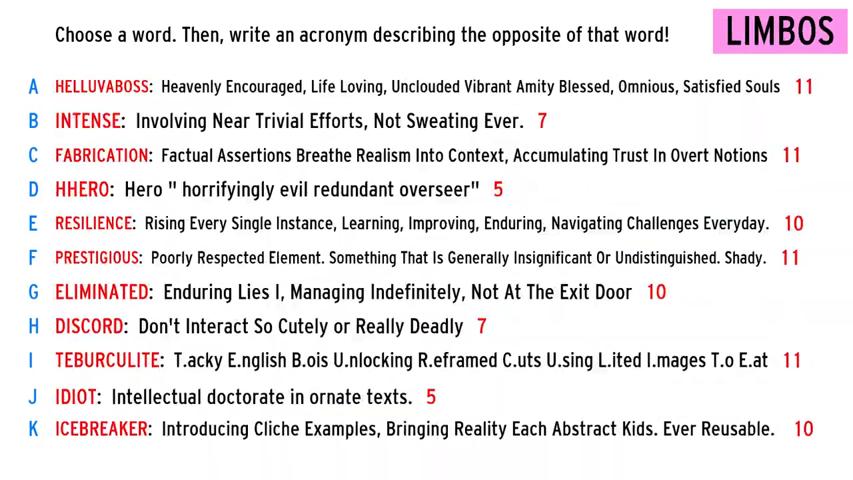 Choose a word. Then, write an acronym describing the opposite of that word!
LIMBOS
A HELLUVABOSS: Heavenly Encouraged, Life Loving, Unclouded Vibrant Amity Blessed, Omnious, Satisfied Souls 11
B INTENSE: Involving Near Trivial Efforts, Not Sweating Ever. 7
C FABRICATION: Factual Assertions Breathe Realism Into Context, Accumulating Trust In Overt Notions 11
D HHERO: Hero " horrifyingly evil redundant overseer" 5
E RESILIENCE: Rising Every Single Instance, Learning, Improving, Enduring, Navigating Challenges Everyday. 10
F PRESTIGIOUS: Poorly Respected Element. Something That Is Generally Insignificant Or Undistinguished. Shady. 11
G ELIMINATED: Enduring Lies I, Managing Indefinitely, Not At The Exit Door 10
H DISCORD: Don't Interact So Cutely or Really Deadly 7
I TEBURCULITE: T.acky E.nglish B.ois U.nlocking R.eframed C.uts U.sing L.ited I.mages T.o E.at 11
J IDIOT: Intellectual doctorate in ornate texts. 5
K ICEBREAKER: Introducing Cliche Examples, Bringing Reality Each Abstract Kids. Ever Reusable. 10